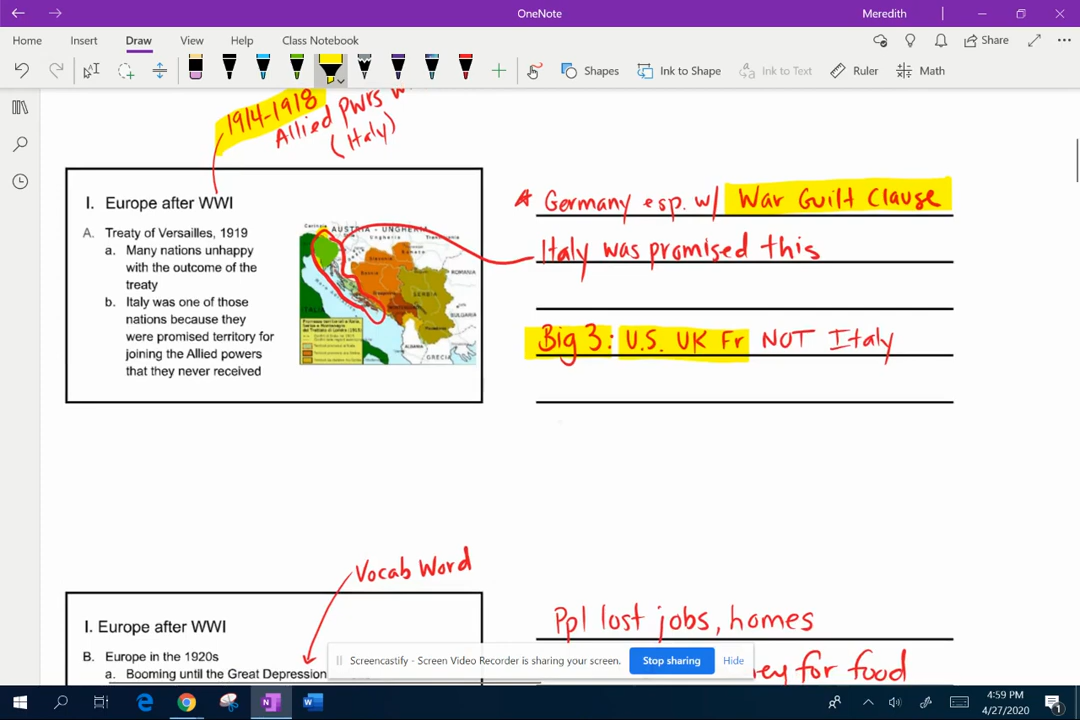 OneNote
Meredith
Home
Insert
Draw
View
Help
Class Notebook
Share
Shapes
Ink to Shape
Ink to Text
Ruler
Math
1914-1918
Allied Pwrs
(Italy)
I. Europe after WWI
A. Treaty of Versailles, 1919
a. Many nations unhappy
with the outcome of the
treaty
b. Italy was one of those
nations because they
were promised territory for
joining the Allied powers
that they never received
AUSTRIA - UNGHERIA
ROMANIA
SERBIA
BULGARIA
ALBANIA
GRECIA
Germany esp. w/ War Guilt Clause
Italy was promised this
Big 3: U.S. UK Fr NOT Italy
Vocab Word
I. Europe after WWI
B. Europe in the 1920s
a. Booming until the Great Depression
Ppl lost jobs, homes
for food
Screencastify - Screen Video Recorder is sharing your screen.
Stop sharing
Hide
4:59 PM
4/27/2020